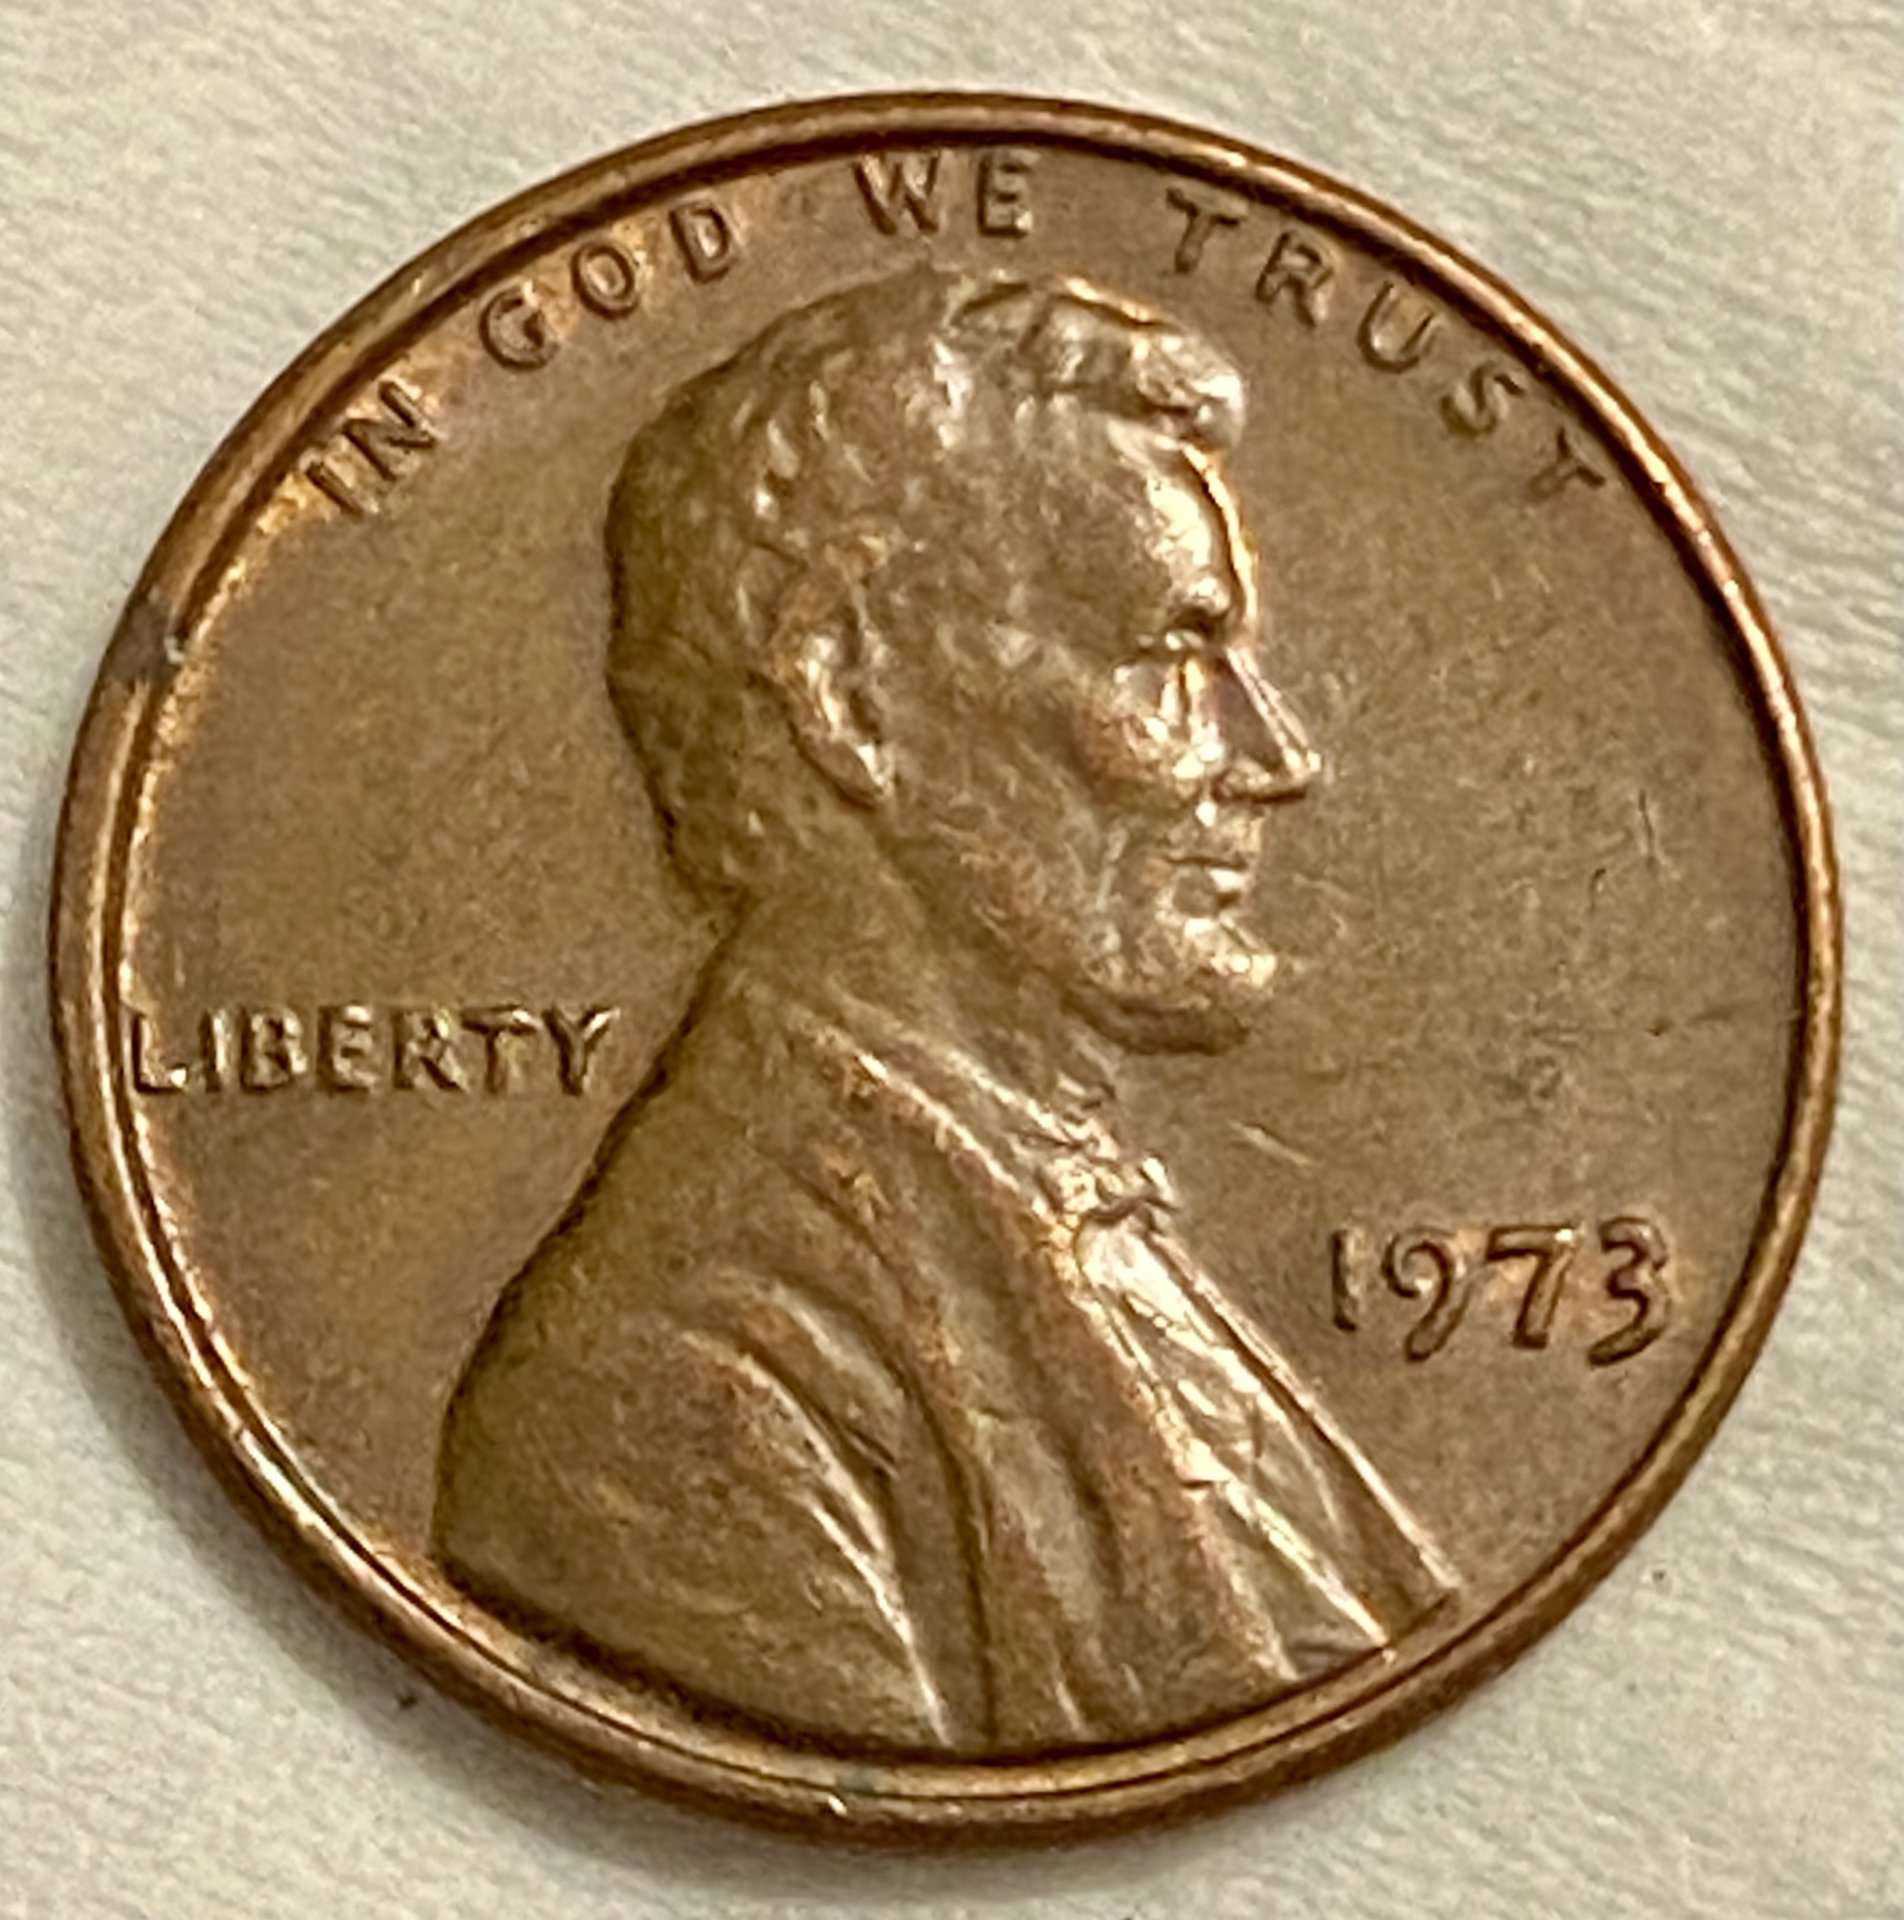 IN GOD WE TRUST
LIBERTY
1973